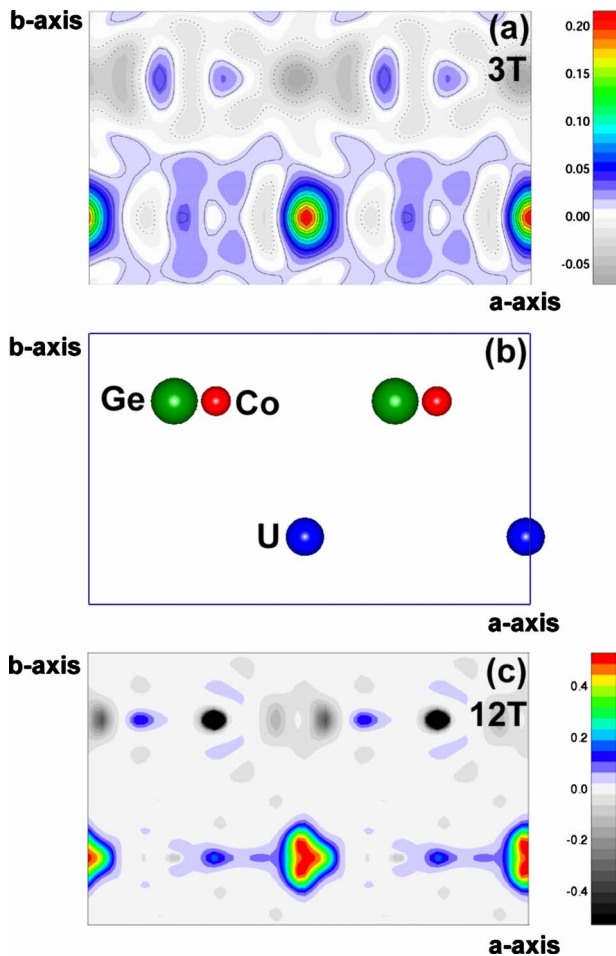 b-axis
(a)
3T
0.20
0.15
0.10
0.05
0.00
-0.05
a-axis
b-axis
(b)
Ge
Co
U
a-axis
b-axis
(c)
12T
0.4
0.2
0.0
-0.2
-0.4
a-axis